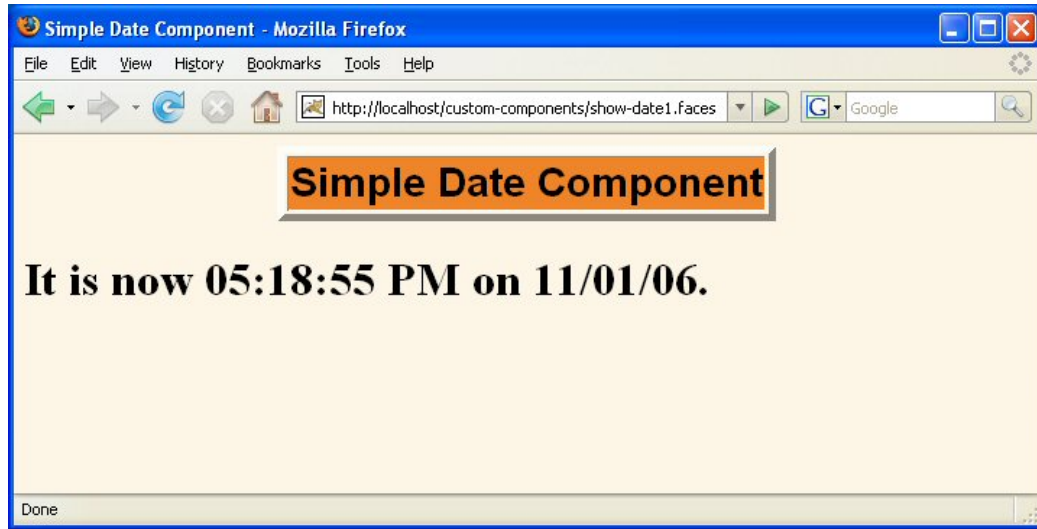 Simple Date Component - Mozilla Firefox
File Edit View History Bookmarks Tools Help
http://localhost/custom-components/show-date1.faces G Google
Simple Date Component
It is now 05:18:55 PM on 11/01/06.
Done